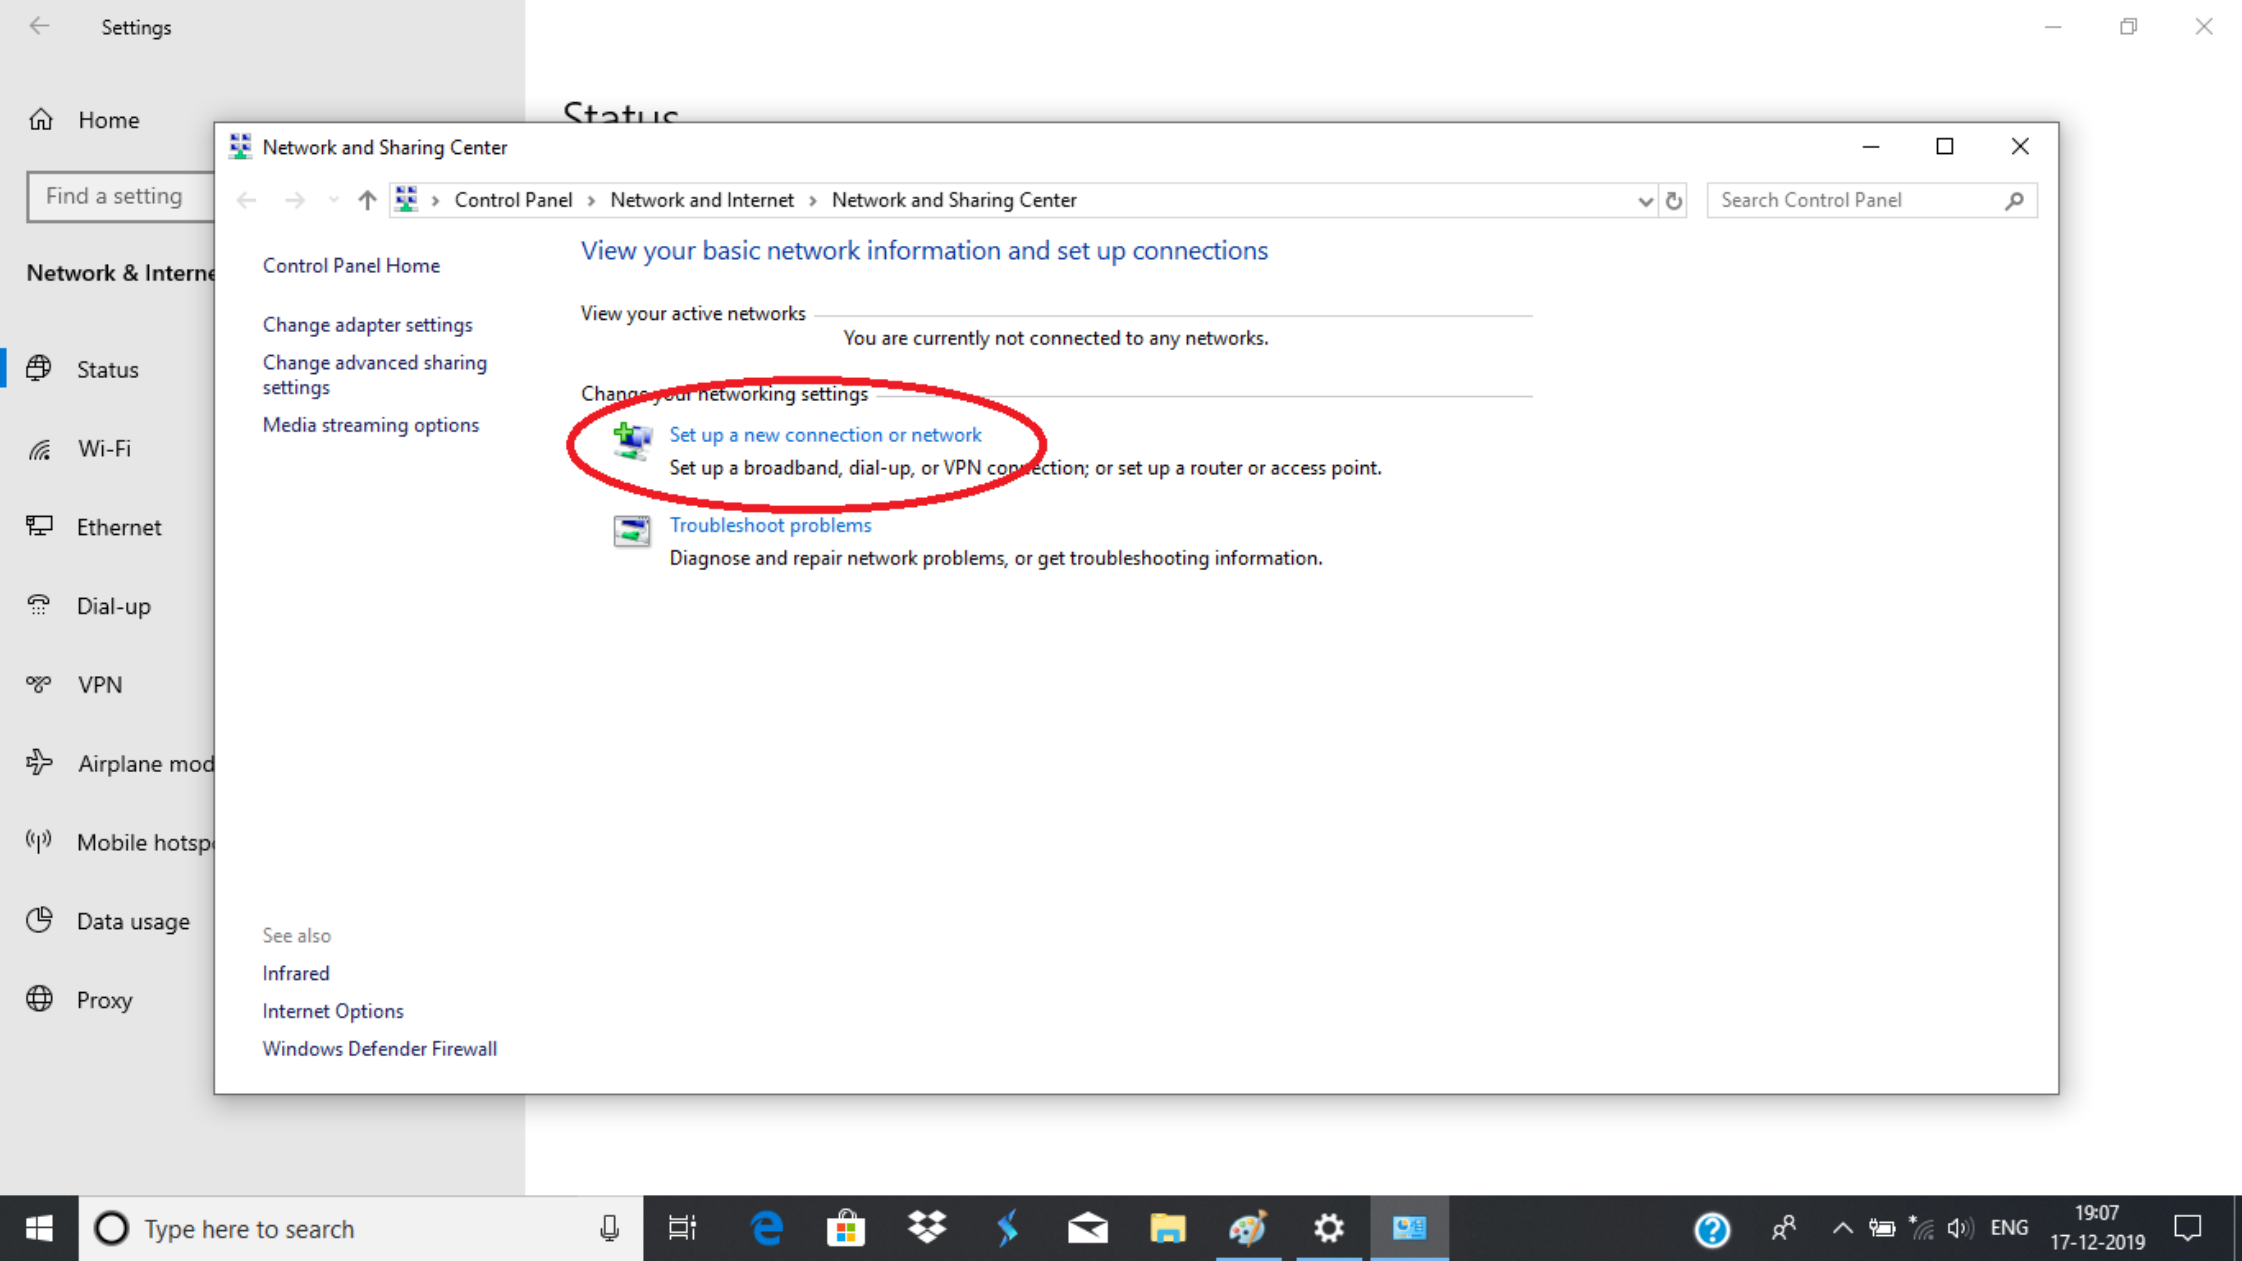 Settings
Status
Home
Find a setting
Network & Interne
Status
Wi-Fi
Ethernet
Dial-up
VPN
Airplane mod
Mobile hotsp
Data usage
Proxy
Network and Sharing Center
Control Panel > Network and Internet > Network and Sharing Center
Search Control Panel
Control Panel Home
Change adapter settings
Change advanced sharing
settings
Media streaming options
See also
Infrared
Internet Options
Windows Defender Firewall
View your basic network information and set up connections
View your active networks
You are currently not connected to any networks.
Change your networking settings
Set up a new connection or network
Set up a broadband, dial-up, or VPN connection; or set up a router or access point.
Troubleshoot problems
Diagnose and repair network problems, or get troubleshooting information.
Type here to search
ENG
19:07
17-12-2019